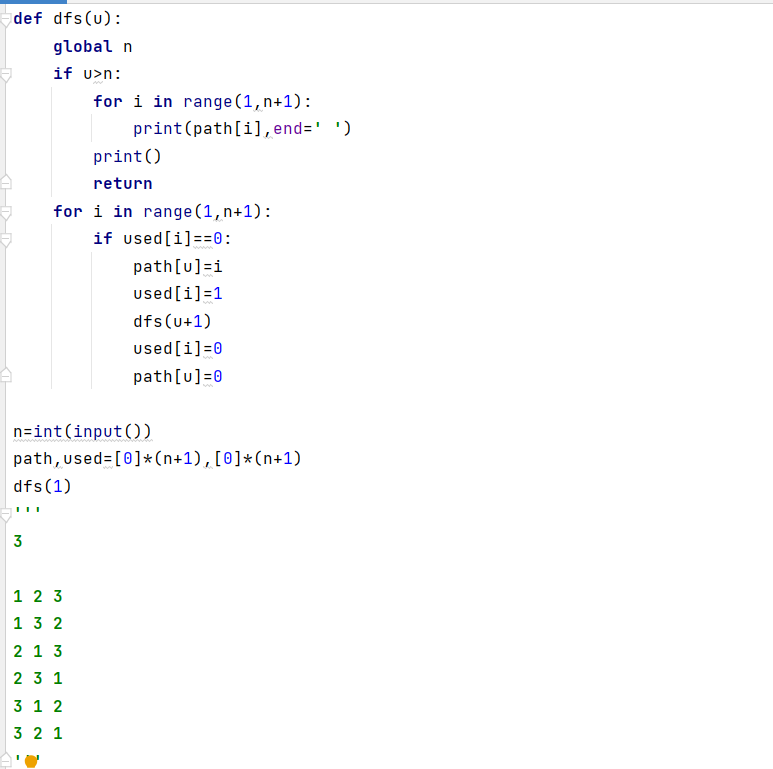 def dfs(u):
    global n
    if u>n:
        for i in range(1,n+1):
            print(path[i],end=' ')
        print()
        return
    for i in range(1,n+1):
        if used[i]==0:
            path[u]=i
            used[i]=1
            dfs(u+1)
            used[i]=0
            path[u]=0

n=int(input())
path,used=[0]*(n+1),[0]*(n+1)
dfs(1)
'''
3

1 2 3
1 3 2
2 1 3
2 3 1
3 1 2
3 2 1
'''